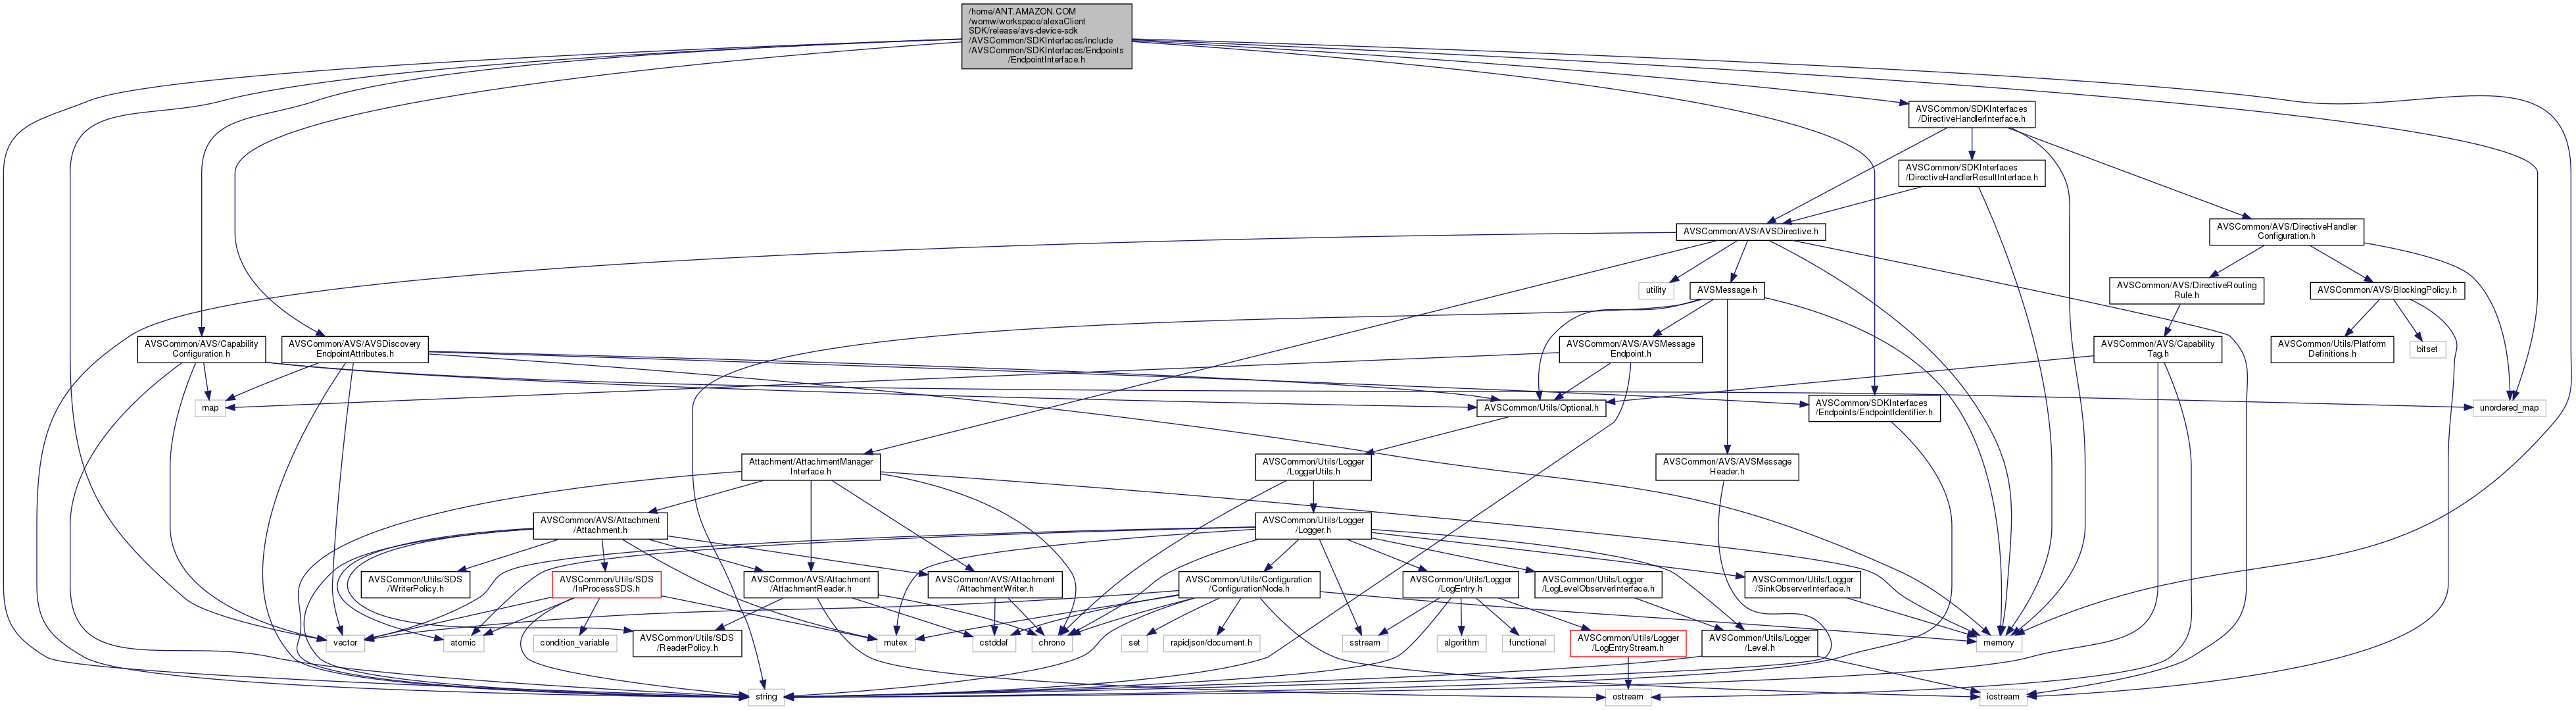 /home/ANT.AMAZON.COM
/womw/workspace/alexaClient
SDK/release/avs-device-sdk
/AVSCommon/SDKInterfaces/include
/AVSCommon/SDKInterfaces/Endpoints
/EndpointInterface.h
AVSCommon/SDKInterfaces
/DirectiveHandlerInterface.h
AVSCommon/SDKInterfaces
/DirectiveHandlerResultInterface.h
AVSCommon/AVS/AVSDirective.h
AVSCommon/AVS/DirectiveHandler
Configuration.h
utility
AVSMessage.h
AVSCommon/AVS/DirectiveRouting
Rule.h
AVSCommon/AVS/BlockingPolicy.h
AVSCommon/AVS/Capability
Configuration.h
AVSCommon/AVS/AVSDiscovery
EndpointAttributes.h
AVSCommon/AVS/AVSMessage
Endpoint.h
AVSCommon/AVS/Capability
Tag.h
AVSCommon/Utils/Platform
Definitions.h
bitset
map
AVSCommon/Utils/Optional.h
AVSCommon/SDKInterfaces
/Endpoints/EndpointIdentifier.h
unordered_map
Attachment/AttachmentManager
Interface.h
AVSCommon/Utils/Logger
/LoggerUtils.h
AVSCommon/AVS/AVSMessage
Header.h
AVSCommon/AVS/Attachment
/Attachment.h
AVSCommon/Utils/Logger
/Logger.h
AVSCommon/Utils/SDS
/WriterPolicy.h
AVSCommon/Utils/SDS
/InProcessSDS.h
AVSCommon/AVS/Attachment
/AttachmentReader.h
AVSCommon/AVS/Attachment
/AttachmentWriter.h
AVSCommon/Utils/Configuration
/ConfigurationNode.h
AVSCommon/Utils/Logger
/LogEntry.h
AVSCommon/Utils/Logger
/LogLevelObserverInterface.h
AVSCommon/Utils/Logger
/SinkObserverInterface.h
vector
atomic
condition_variable
AVSCommon/Utils/SDS
/ReaderPolicy.h
mutex
cstddef
chrono
set
rapidjson/document.h
sstream
algorithm
functional
AVSCommon/Utils/Logger
/LogEntryStream.h
AVSCommon/Utils/Logger
/Level.h
memory
string
ostream
iostream